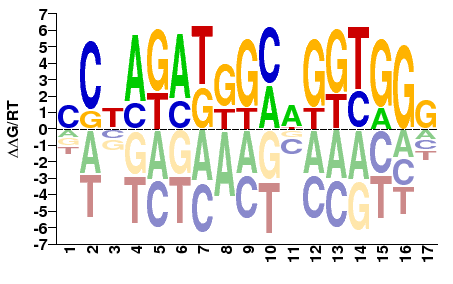 7
6
5
4
3
2
1
0
-1
-2
-3
-4
-5
-6
-7
ΔΔG/RT
C C A G A T G G C G G T G G G
G T C T C G T T A A T T C A
A A C G A G A A A G G C A A A C A A
G T G T C T C C T C C G T C C
T T T
1 2 3 4 5 6 7 8 9 10 11 12 13 14 15 16 17